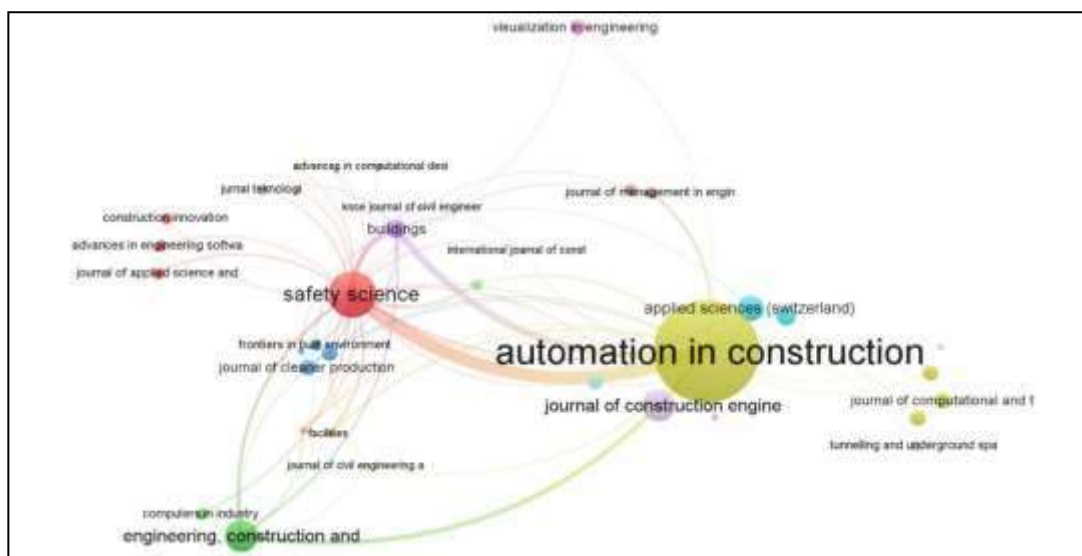 visualization in engineering
advances in computational desi
jurnal teknologi
journal of management in engin
construction innovation
ksce journal of civil engineer
buildings
advances in engineering softwa
international journal of const
journal of applied science and
safety science
applied sciences (switzerland)
frontiers in built environment
automation in construction
journal of cleaner production
journal of construction engine
journal of computational and t
facilities
tunnelling and underground spa
journal of civil engineering a
computers in industry
engineering, construction and